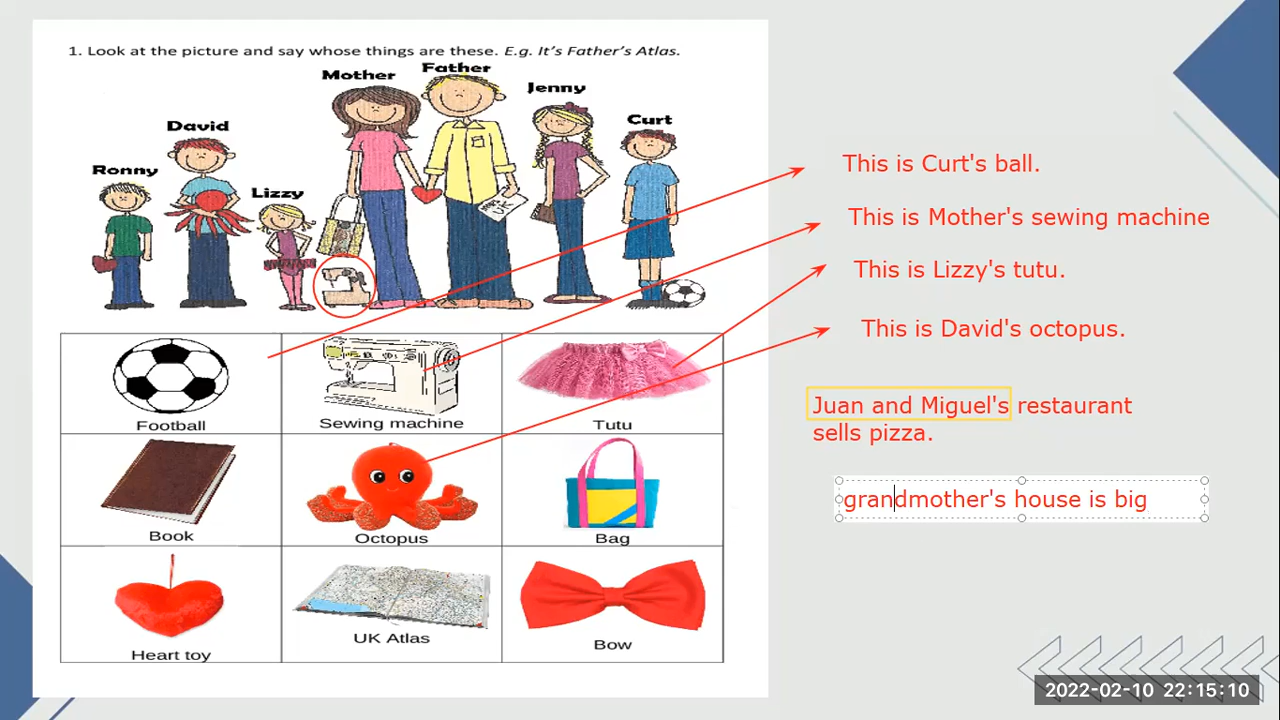 1. Look at the picture and say whose things are these. E.g. It's Father's Atlas.
Mother
Father
Jenny
David
Curt
Ronny
Lizzy
UK
Football
Sewing machine
Tutu
Book
Octopus
Bag
Heart toy
UK Atlas
Bow
This is Curt's ball.
This is Mother's sewing machine
This is Lizzy's tutu.
This is David's octopus.
Juan and Miguel's restaurant
sells pizza.
grandmother's house is big
2022-02-10 22:15:10